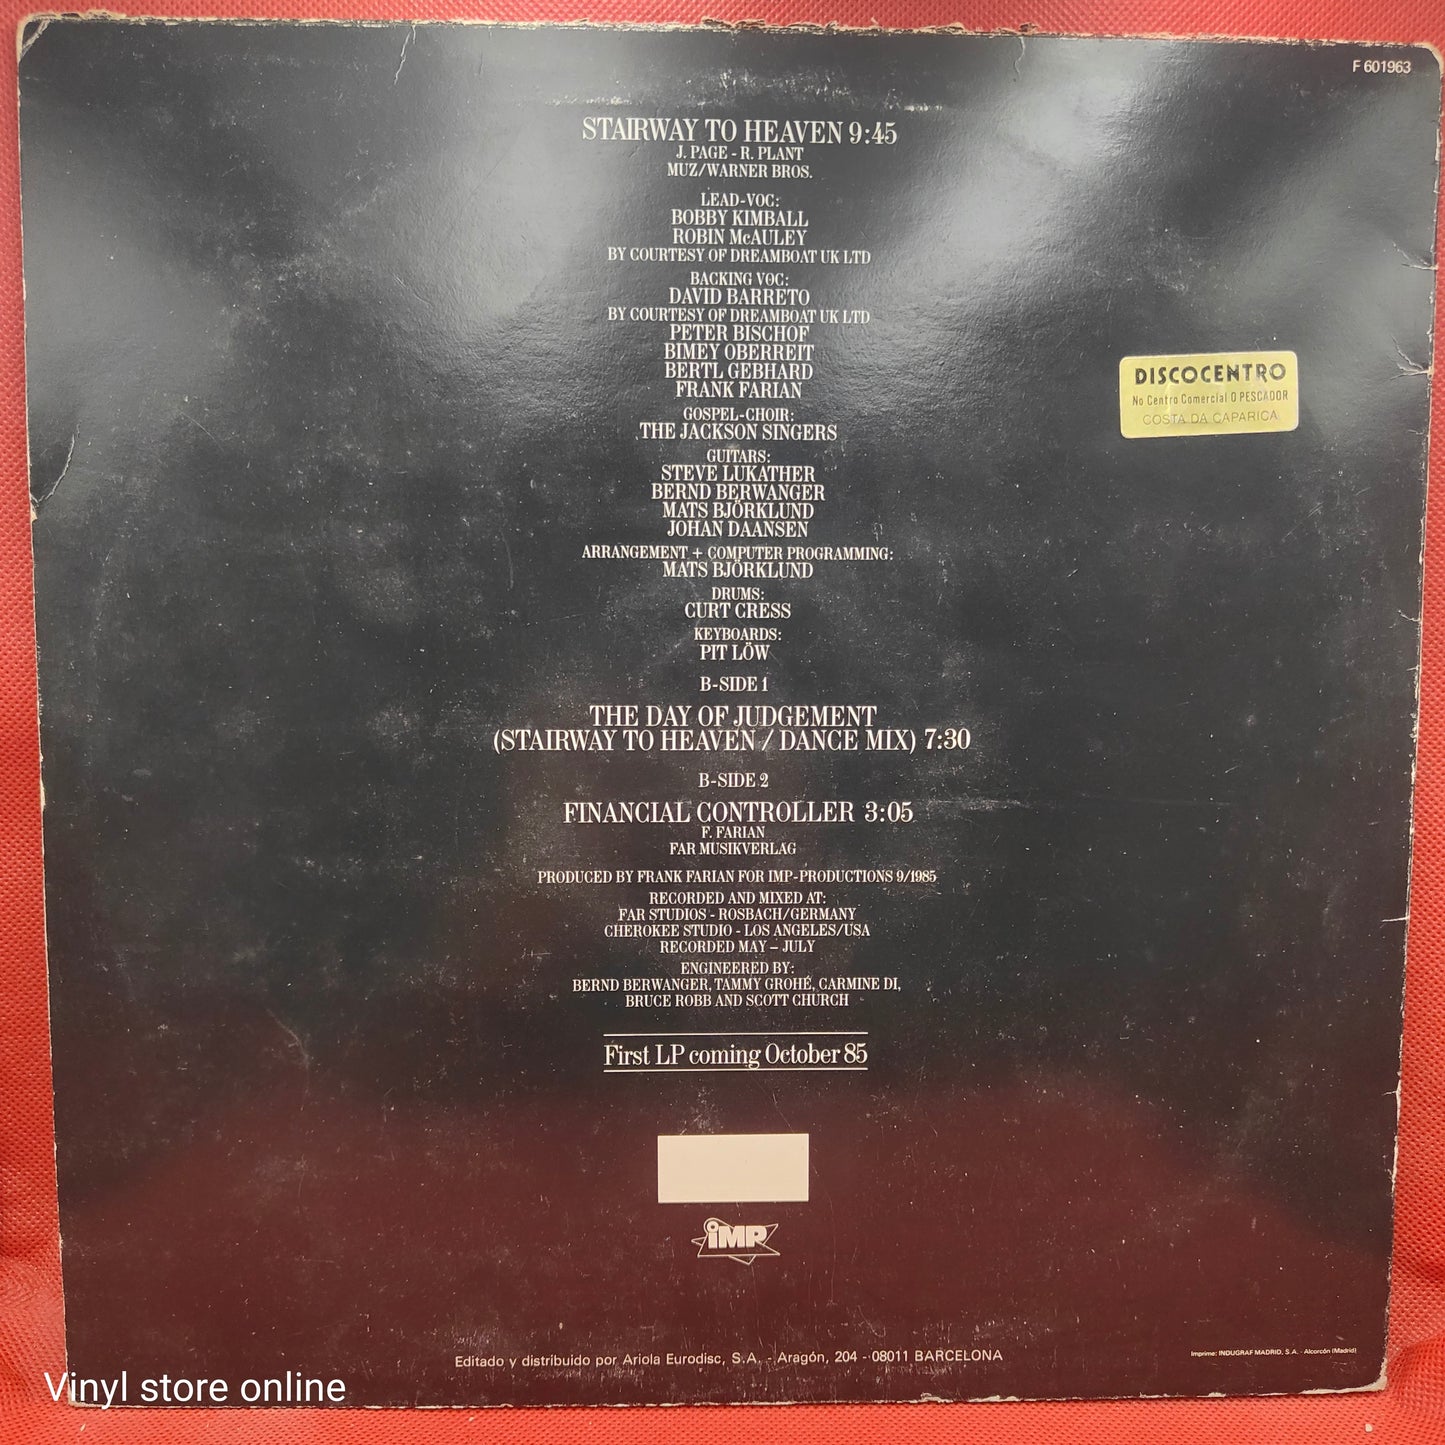 F 601963
STAIRWAY TO HEAVEN 9:45
J. PAGE - R. PLANT
MUZ/WARNER BROS.
LEAD-VOC:
BOBBY KIMBALL
ROBIN McAULEY
BY COURTESY OF DREAMBOAT UK LTD
BACKING VOC:
DAVID BARRETO
BY COURTESY OF DREAMBOAT UK LTD
PETER BISCHOF
BIMEY OBERREIT
BERTL GEBHARD
FRANK FARIAN
GOSPEL-CHOIR:
THE JACKSON SINGERS
GUITARS:
STEVE LUKATHER
BERND BERWANGER
MATS BJÖRKLUND
JOHAN DAANSEN
ARRANGEMENT + COMPUTER PROGRAMMING:
MATS BJÖRKLUND
DRUMS:
CURT CRESS
KEYBOARDS:
PIT LÖW
B-SIDE 1
THE DAY OF JUDGEMENT
(STAIRWAY TO HEAVEN / DANCE MIX) 7:30
B-SIDE 2
FINANCIAL CONTROLLER 3:05
F. FARIAN
FAR MUSIKVERLAG
PRODUCED BY FRANK FARIAN FOR IMP-PRODUCTIONS 9/1985
RECORDED AND MIXED AT:
FAR STUDIOS - ROSBACH/GERMANY
CHEROKEE STUDIO - LOS ANGELES/USA
RECORDED MAY – JULY
ENGINEERED BY:
BERND BERWANGER, TAMMY GROHÉ, CARMINE DI,
BRUCE ROBB AND SCOTT CHURCH
First LP coming October 85
DISCOCENTRO
No Centro Comercial O PESCADOR
COSTA DA CAPARICA
iMP
Editado y distribuido por Ariola Eurodisc, S.A. - Aragón, 204 - 08011 BARCELONA
Imprime: INDUGRAF MADRID, S.A. - Alcorcón (Madrid)
Vinyl store online